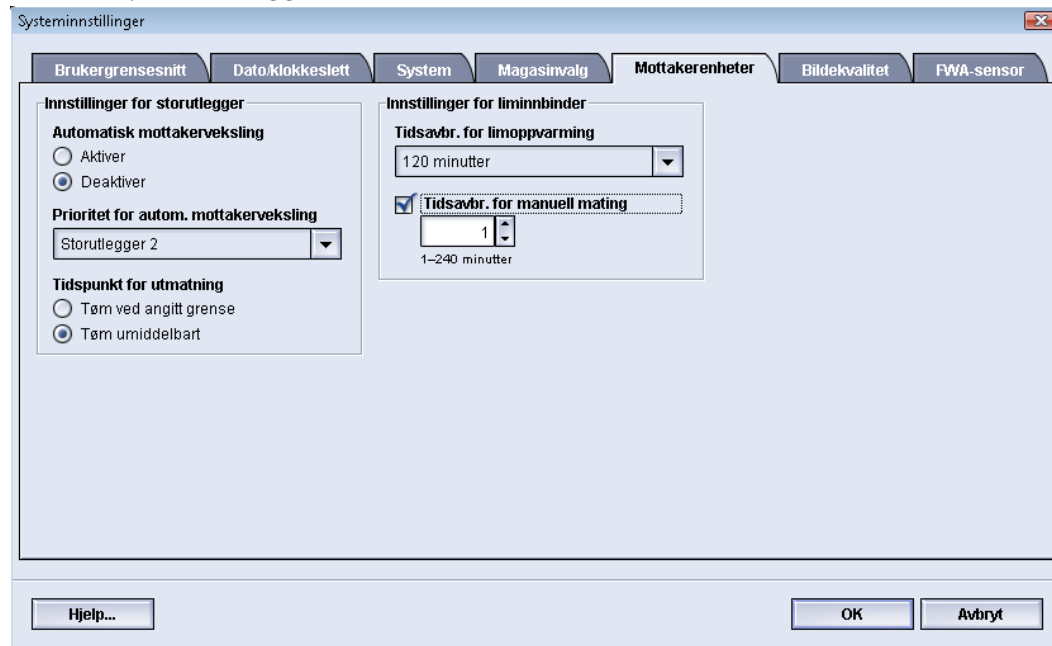 Systeminnstillinger
Brukergrensesnitt
Dato/klokkeslett
System
Magasinvalg
Mottakerenheter
Bildekvalitet
FWA-sensor
Innstillinger for storutlegger
Automatisk mottakerveksling
Aktiver
Deaktiver
Prioritet for autom. mottakerveksling
Storutlegger 2
Tidspunkt for utmatning
Tøm ved angitt grense
Tøm umiddelbart
Innstillinger for liminnbinder
Tidsavbr. for limoppvarming
120 minutter
Tidsavbr. for manuell mating
1
1–240 minutter
Hjelp...
OK
Avbryt